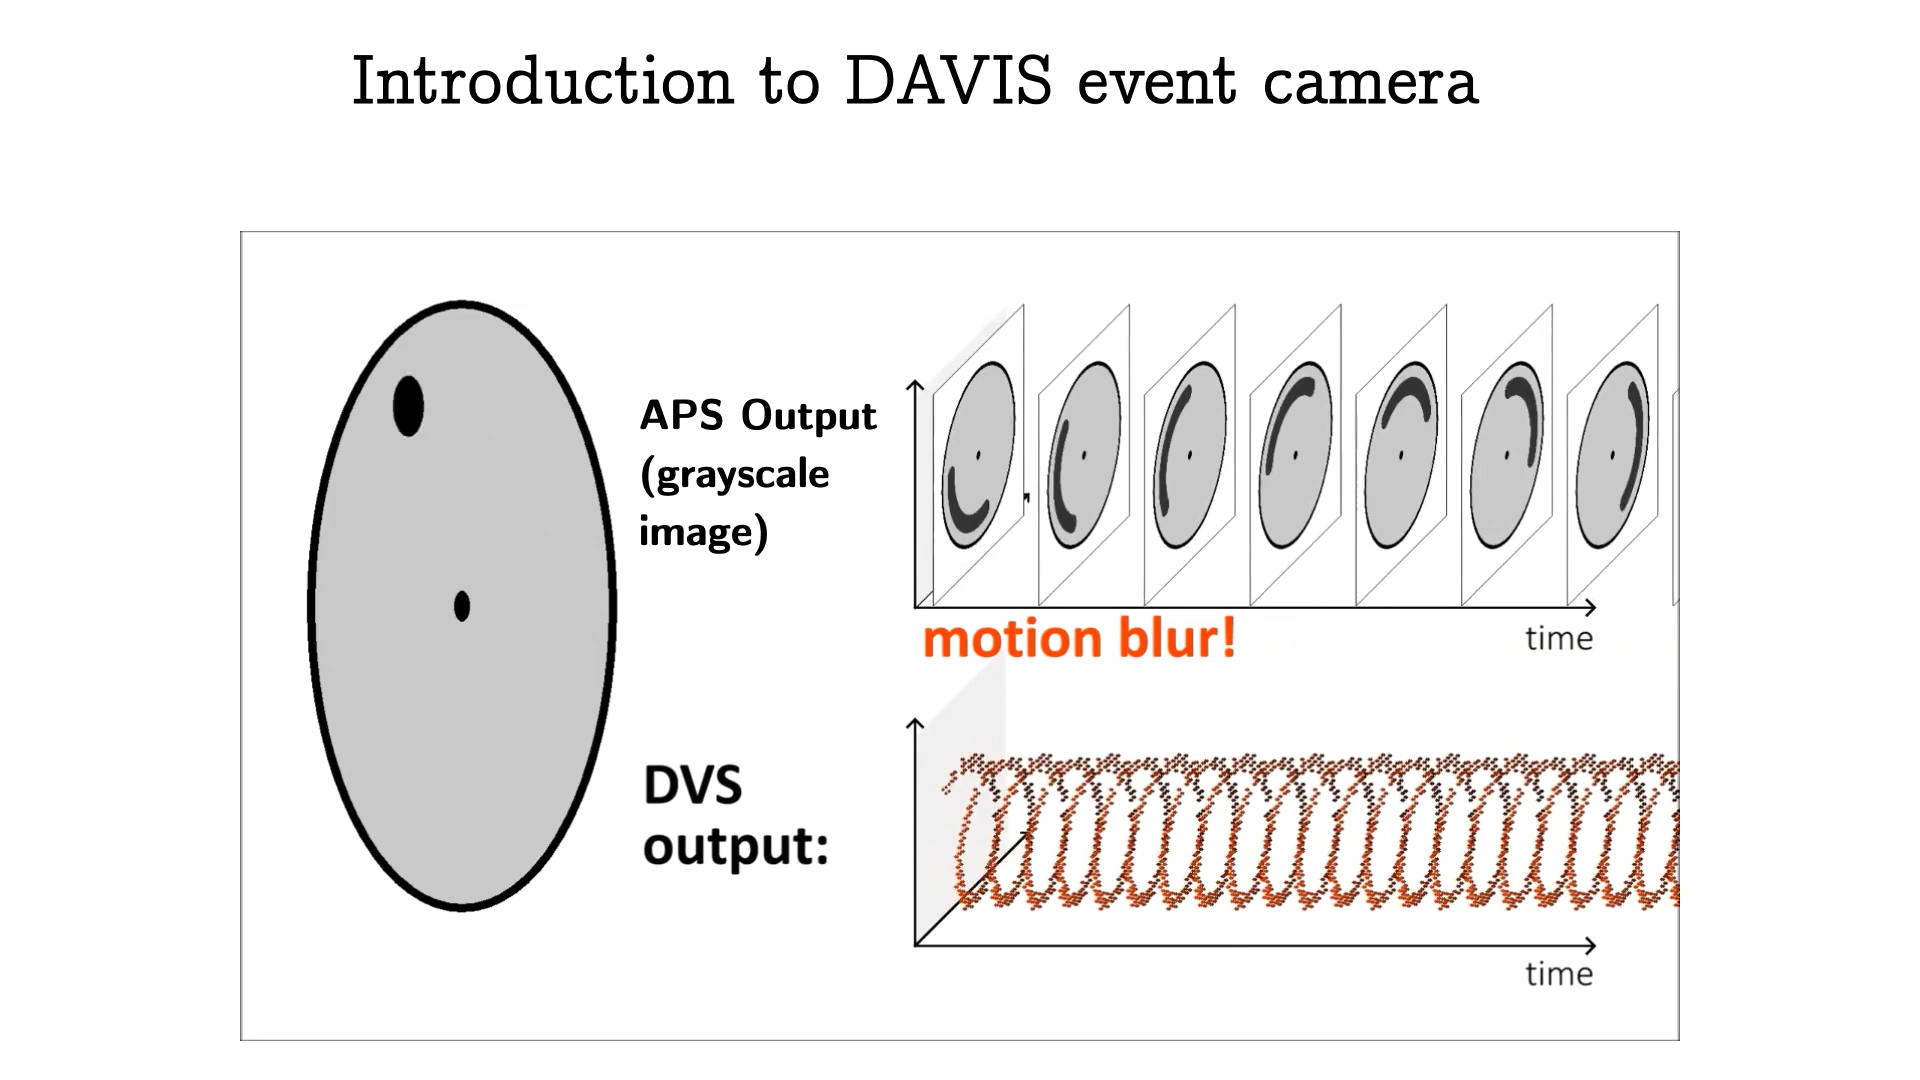 Introduction to DAVIS event camera
APS Output
(grayscale
image)
motion blur!
time
DVS
output:
time